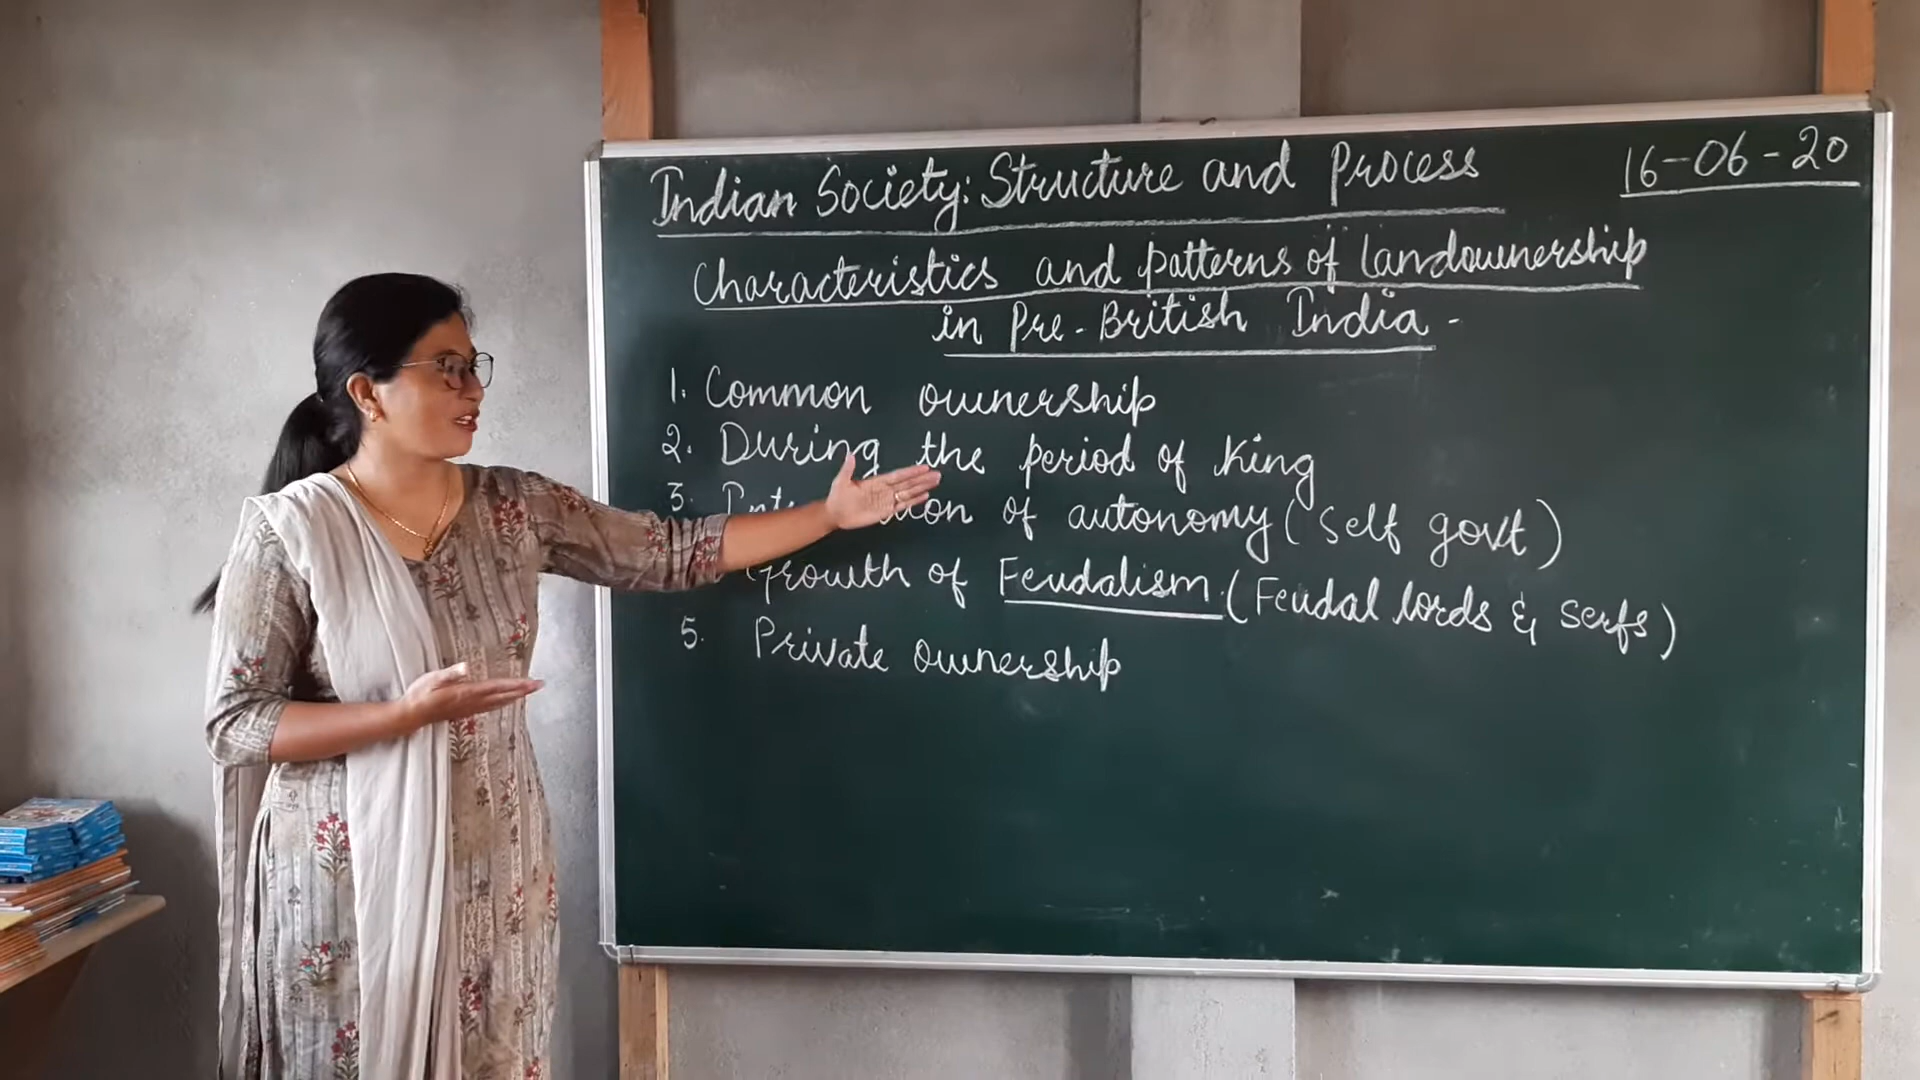 Indian Society: Structure and Process
16-06-20
Characteristics and patterns of landownership
in Pre-British India -
1. Common ownership
2. During the period of King
3. of autonomy (Self govt)
Growth of Feudalism. (Feudal lords & Serfs)
5. Private ownership